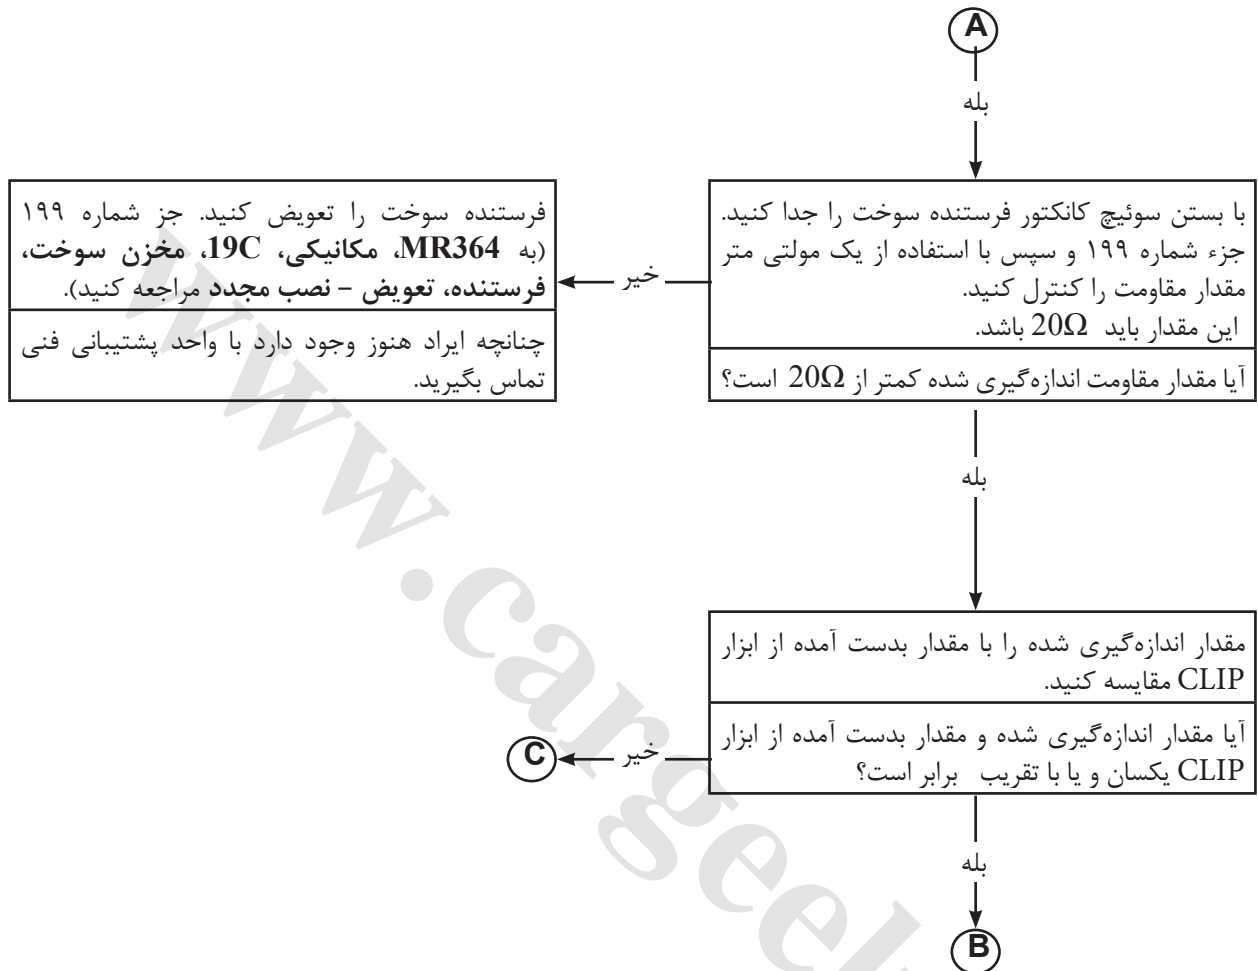 A
بله
با بستن سوئیچ کانکتور فرستنده سوخت را جدا کنید.
جزء شماره ۱۹۹ و سپس با استفاده از یک مولتی متر
مقدار مقاومت را کنترل کنید.
این مقدار باید 20Ω باشد.
آیا مقدار مقاومت اندازه‌گیری شده کمتر از 20Ω است؟
خیر
فرستنده سوخت را تعویض کنید. جز شماره ۱۹۹
(به MR364، مکانیکی، 19C، مخزن سوخت،
فرستنده، تعویض – نصب مجدد مراجعه کنید).
چنانچه ایراد هنوز وجود دارد با واحد پشتیبانی فنی
تماس بگیرید.
بله
مقدار اندازه‌گیری شده را با مقدار بدست آمده از ابزار
CLIP مقایسه کنید.
آیا مقدار اندازه‌گیری شده و مقدار بدست آمده از ابزار
CLIP یکسان و یا با تقریب برابر است؟
خیر
C
بله
B